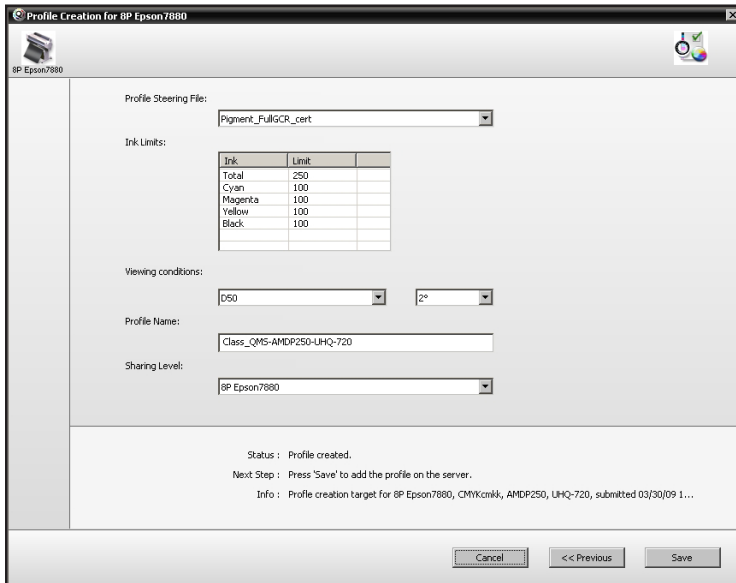 Profile Creation for 8P Epson7880
8P Epson7880
Profile Steering File:
Pigment_FullGCR_cert
Ink Limits:
Ink Limit
Total 250
Cyan 100
Magenta 100
Yellow 100
Black 100
Viewing conditions:
D50 2°
Profile Name:
Class_QMS-AMDP250-UHQ-720
Sharing Level:
8P Epson7880
Status : Profile created.
Next Step : Press 'Save' to add the profile on the server.
Info : Profile creation target for 8P Epson7880, CMYKcmkk, AMDP250, UHQ-720, submitted 03/30/09 1...
Cancel << Previous Save